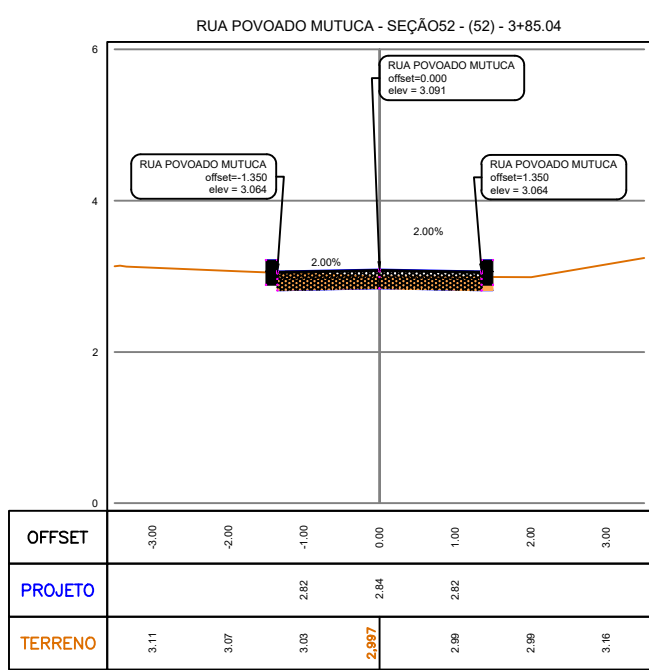 RUA POVOADO MUTUCA - SEÇÃO52 - (52) - 3+85.04
6
RUA POVOADO MUTUCA
offset=0.000
elev = 3.091
RUA POVOADO MUTUCA
offset=-1.350
elev = 3.064
RUA POVOADO MUTUCA
offset=1.350
elev = 3.064
4
2.00%
2.00%
2
0
OFFSET -3.00 -2.00 -1.00 0.00 1.00 2.00 3.00
PROJETO 2.82 2.84 2.82
TERRENO 3.11 3.07 3.03 2,997 2.99 2.99 3.16